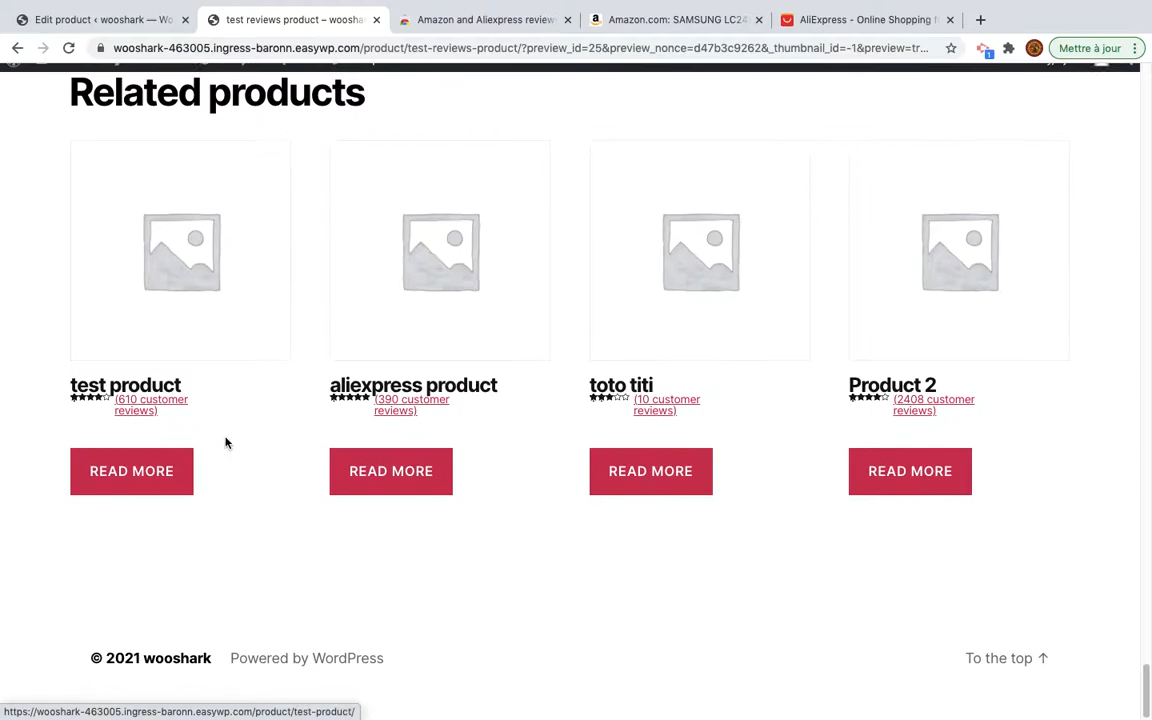 Edit product ‹ wooshark — Wo
test reviews product – woosha
Amazon and Aliexpress review
Amazon.com: SAMSUNG LC24
AliExpress - Online Shopping f
wooshark-463005.ingress-baronn.easywp.com/product/test-reviews-product/?preview_id=25&preview_nonce=d47b3c9262&_thumbnail_id=-1&preview=tr...
1
Mettre à jour
Related products
test product
(610 customer
reviews)
READ MORE
aliexpress product
(390 customer
reviews)
READ MORE
toto titi
(10 customer
reviews)
READ MORE
Product 2
(2408 customer
reviews)
READ MORE
© 2021 wooshark
Powered by WordPress
To the top ↑
https://wooshark-463005.ingress-baronn.easywp.com/product/test-product/